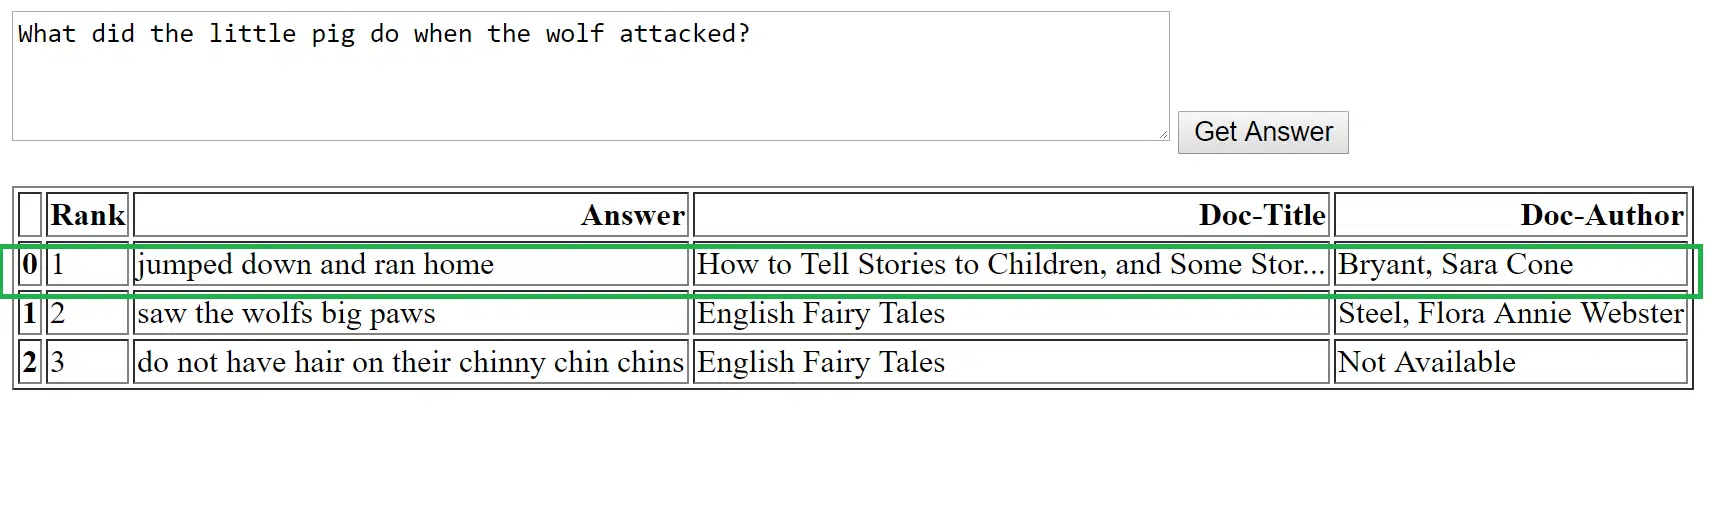 What did the little pig do when the wolf attacked?
Get Answer
Rank Answer Doc-Title Doc-Author
0 1 jumped down and ran home How to Tell Stories to Children, and Some Stor... Bryant, Sara Cone
1 2 saw the wolfs big paws English Fairy Tales Steel, Flora Annie Webster
2 3 do not have hair on their chinny chin chins English Fairy Tales Not Available